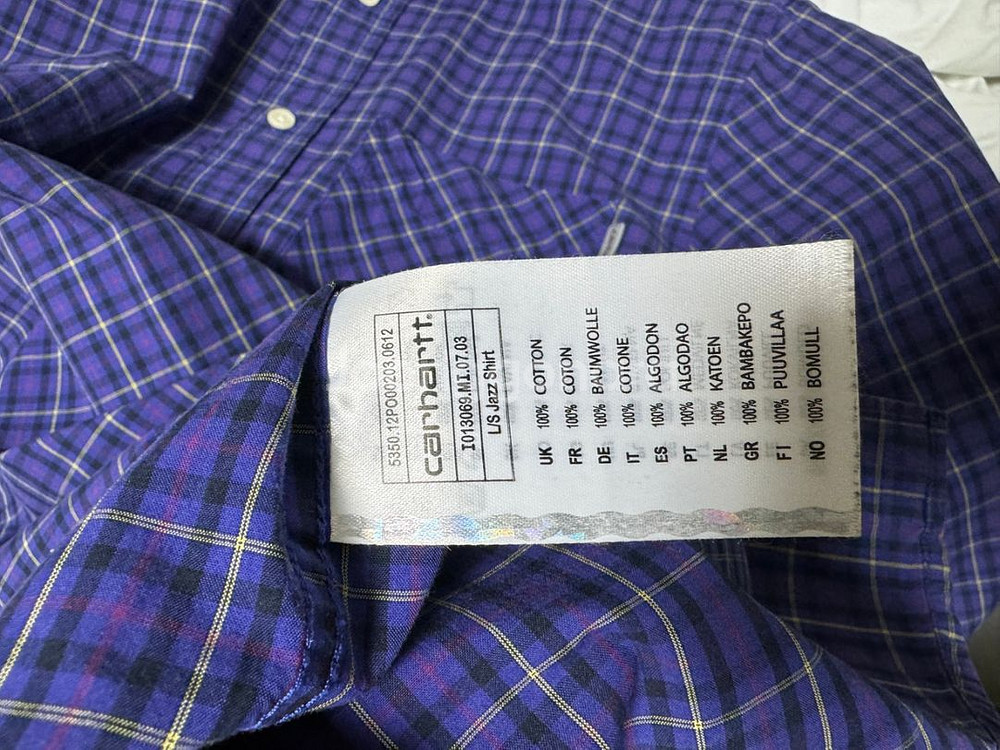 5350.12PO00203.0612
carhartt.
I013069.MI.07.03
L/S Jazz Shirt
UK 100% COTTON
FR 100% COTON
DE 100% BAUMWOLLE
IT 100% COTONE
ES 100% ALGODON
PT 100% ALGODAO
NL 100% KATOEN
GR 100% BAMBAKEPO
FI 100% PUUVILLAA
NO 100% BOMULL